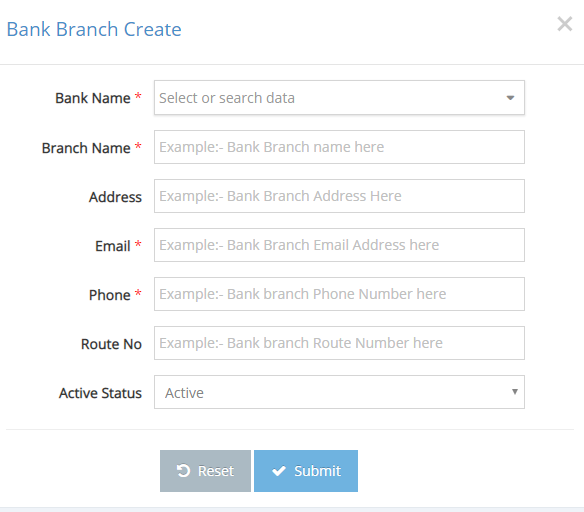 Bank Branch Create ×
Bank Name * Select or search data
Branch Name * Example:- Bank Branch name here
Address Example:- Bank Branch Address Here
Email * Example:- Bank Branch Email Address here
Phone * Example:- Bank branch Phone Number here
Route No Example:- Bank branch Route Number here
Active Status Active
Reset Submit